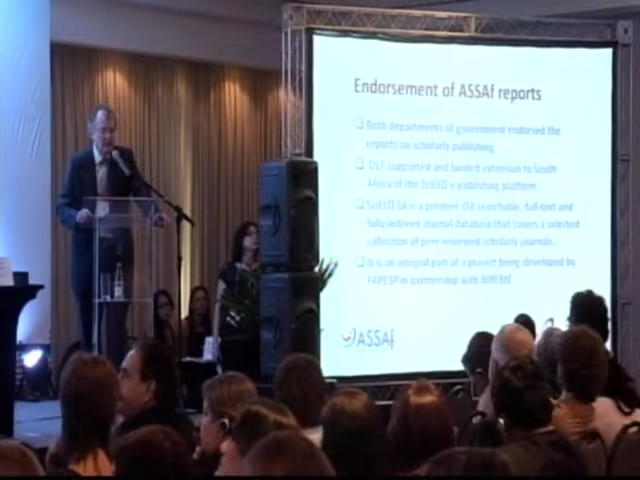 Endorsement of ASSAf reports
Both departments of government endorsed the
reports on scholarly publishing.
DST supported and funded extension to South
Africa of the SciELO e-publishing platform.
SciELO SA is a premier OA searchable, full-text and
fully indexed journal database that covers a selected
collection of peer reviewed scholarly journals.
It is an integral part of a project being developed by
FAPESP in partnership with BIREME.
ASSAf